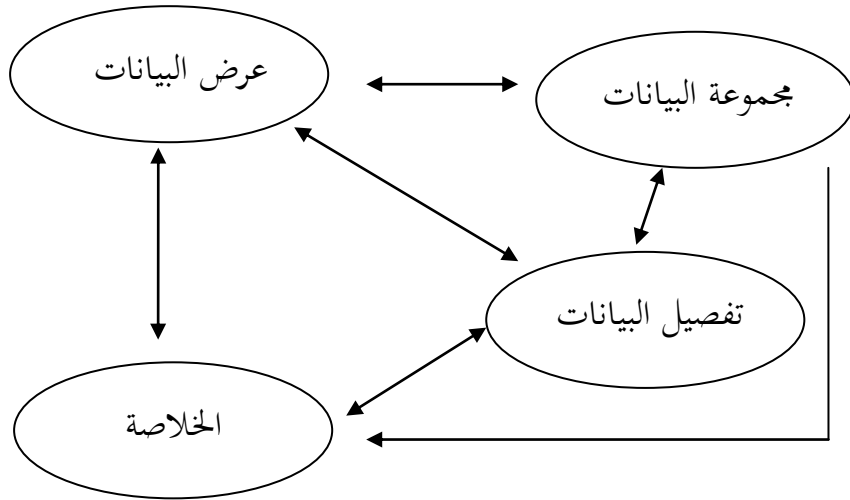 عرض البيانات
مجموعة البيانات
تفصيل البيانات
الخلاصة